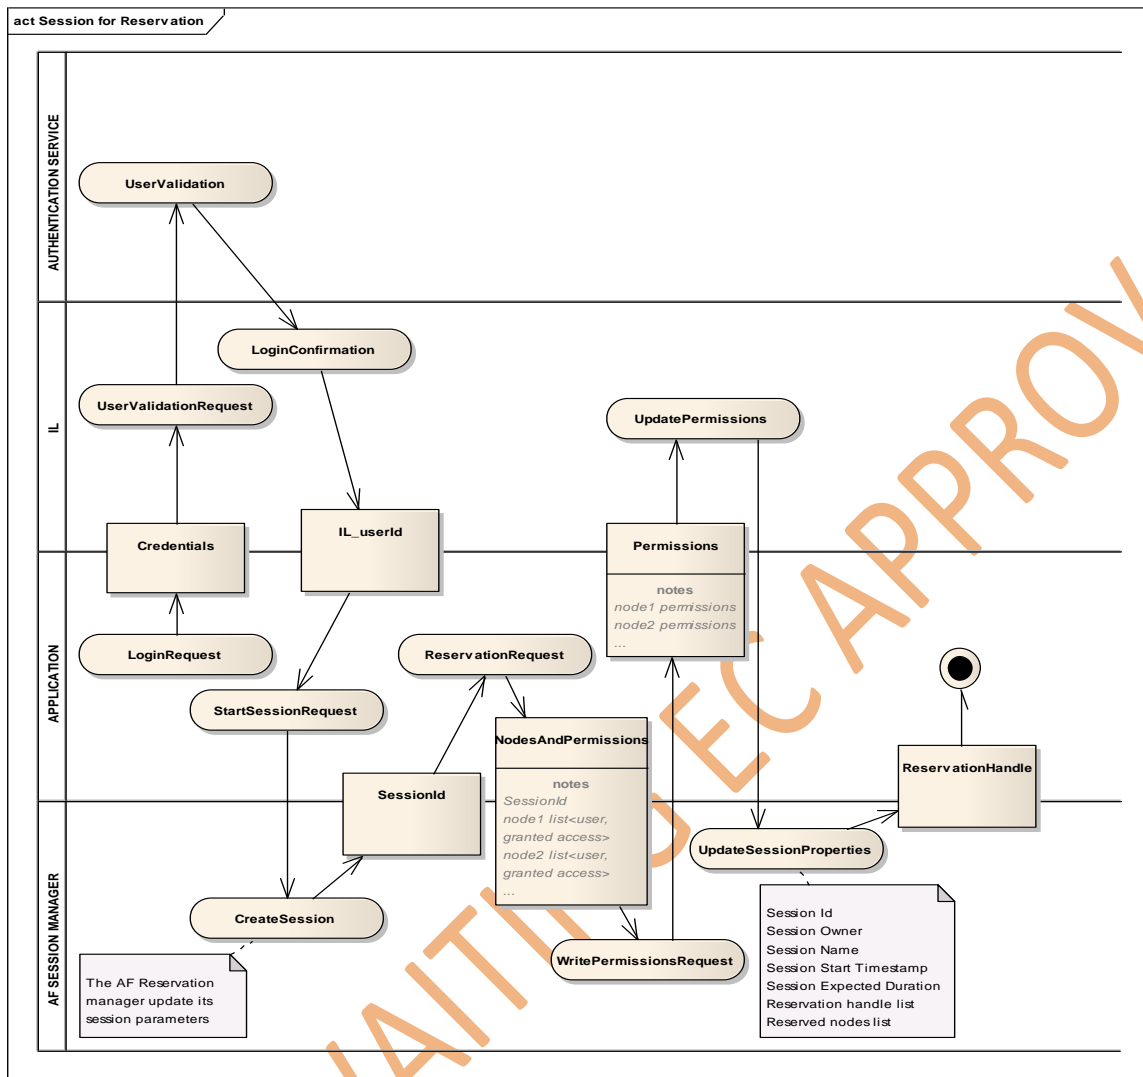 act Session for Reservation
AUTHENTICATION SERVICE
UserValidation
IL
LoginConfirmation
UserValidationRequest
UpdatePermissions
Credentials
IL_userId
Permissions
notes
node1 permissions
node2 permissions
...
APPLICATION
LoginRequest
ReservationRequest
StartSessionRequest
NodesAndPermissions
notes
SessionId
node1 list<user,
granted access>
node2 list<user,
granted access>
...
ReservationHandle
SessionId
AF SESSION MANAGER
UpdateSessionProperties
CreateSession
WritePermissionsRequest
The AF Reservation
manager update its
session parameters
Session Id
Session Owner
Session Name
Session Start Timestamp
Session Expected Duration
Reservation handle list
Reserved nodes list
EC APPROV